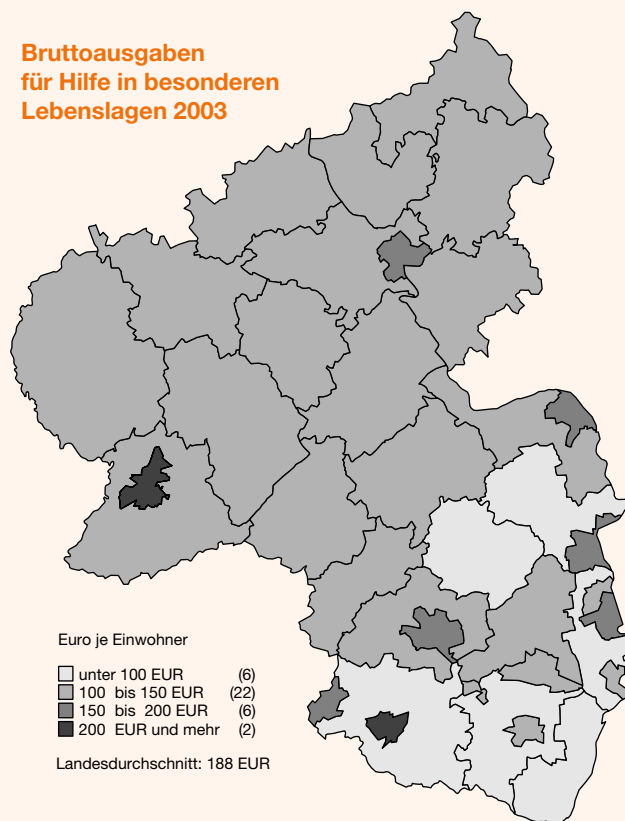 Bruttoausgaben
für Hilfe in besonderen
Lebenslagen 2003
Euro je Einwohner
unter 100 EUR (6)
100 bis 150 EUR (22)
150 bis 200 EUR (6)
200 EUR und mehr (2)
Landesdurchschnitt: 188 EUR